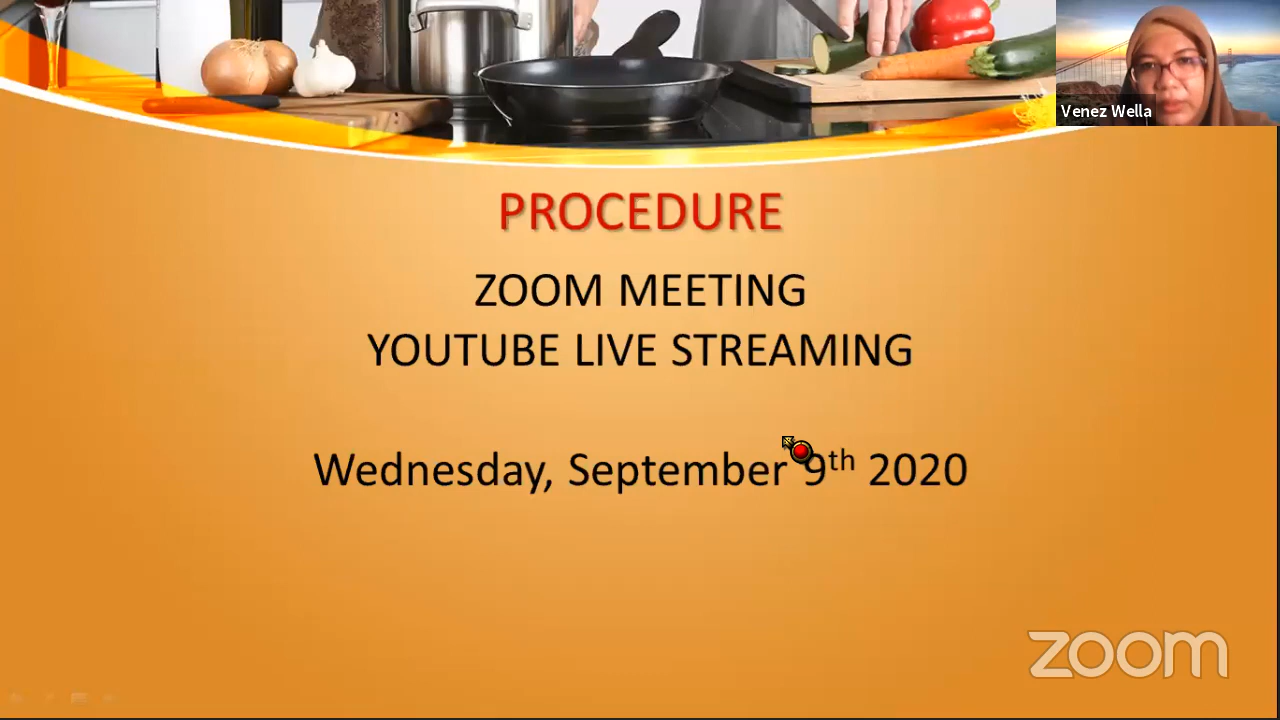 Venez Wella
PROCEDURE
ZOOM MEETING
YOUTUBE LIVE STREAMING
Wednesday, September 9th 2020
zoom